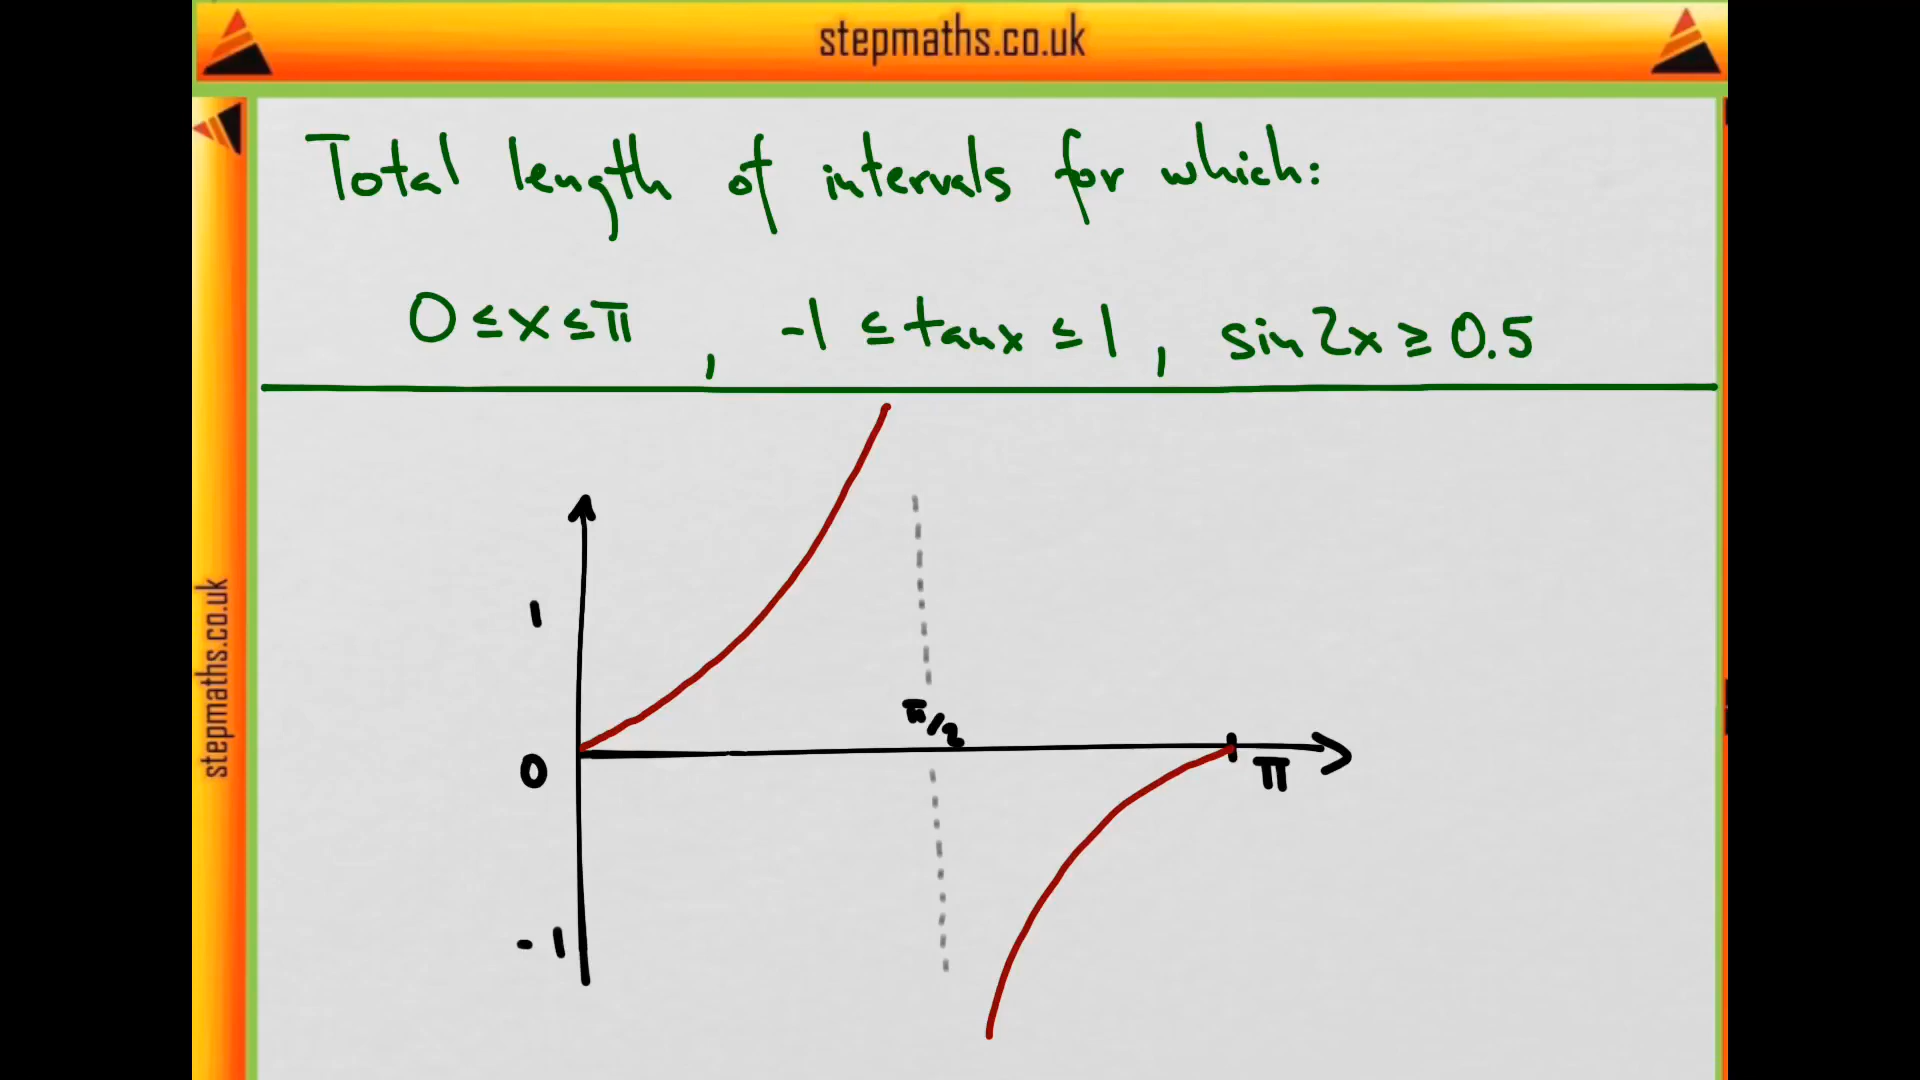 stepmaths.co.uk
stepmaths.co.uk
Total length of intervals for which:
0 ≤ x ≤ π , -1 ≤ tan x ≤ 1 , sin 2x ≥ 0.5
1
π/2
0
π
-1